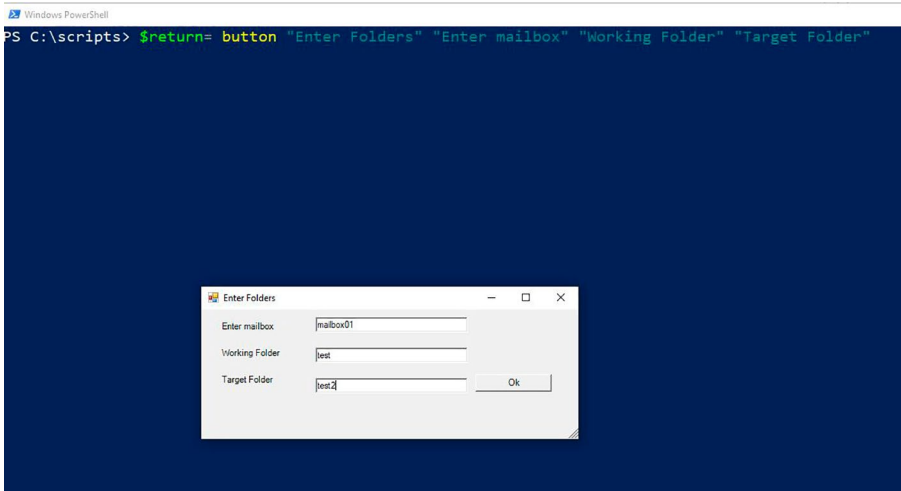 Windows PowerShell
PS C:\scripts> $return= button "Enter Folders" "Enter mailbox" "Working Folder" "Target Folder"
Enter Folders
Enter mailbox mailbox01
Working Folder test
Target Folder test2 Ok